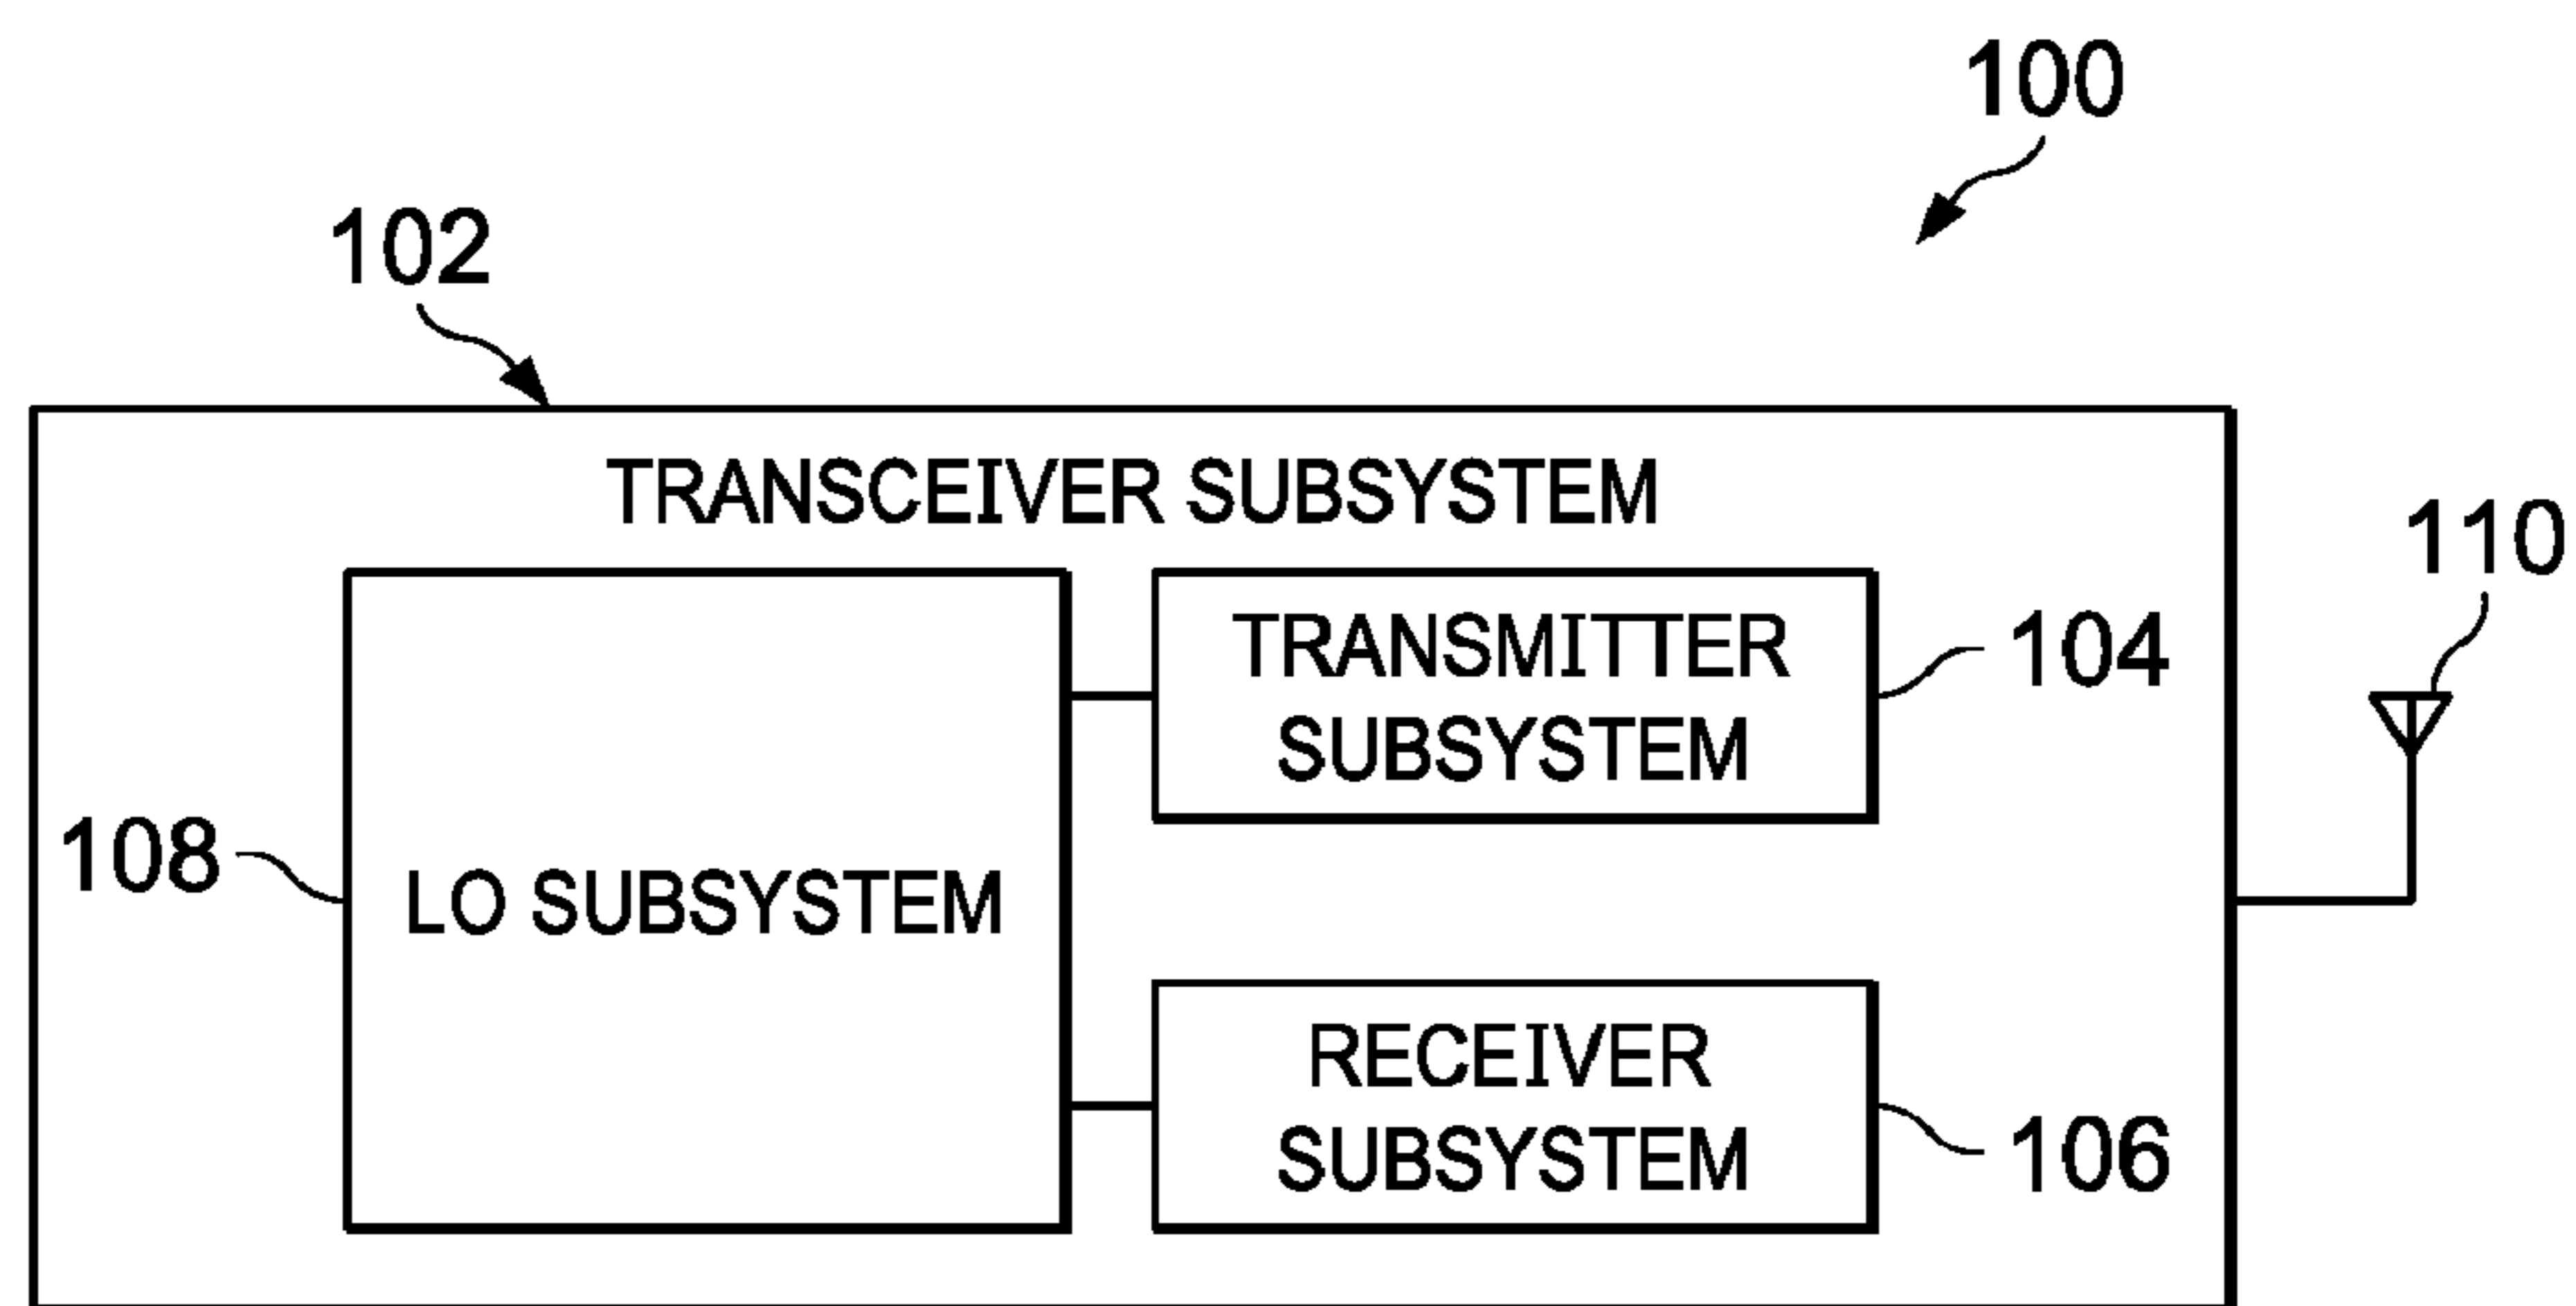 100
102
TRANSCEIVER SUBSYSTEM
110
TRANSMITTER
SUBSYSTEM
104
108
LO SUBSYSTEM
RECEIVER
SUBSYSTEM
106